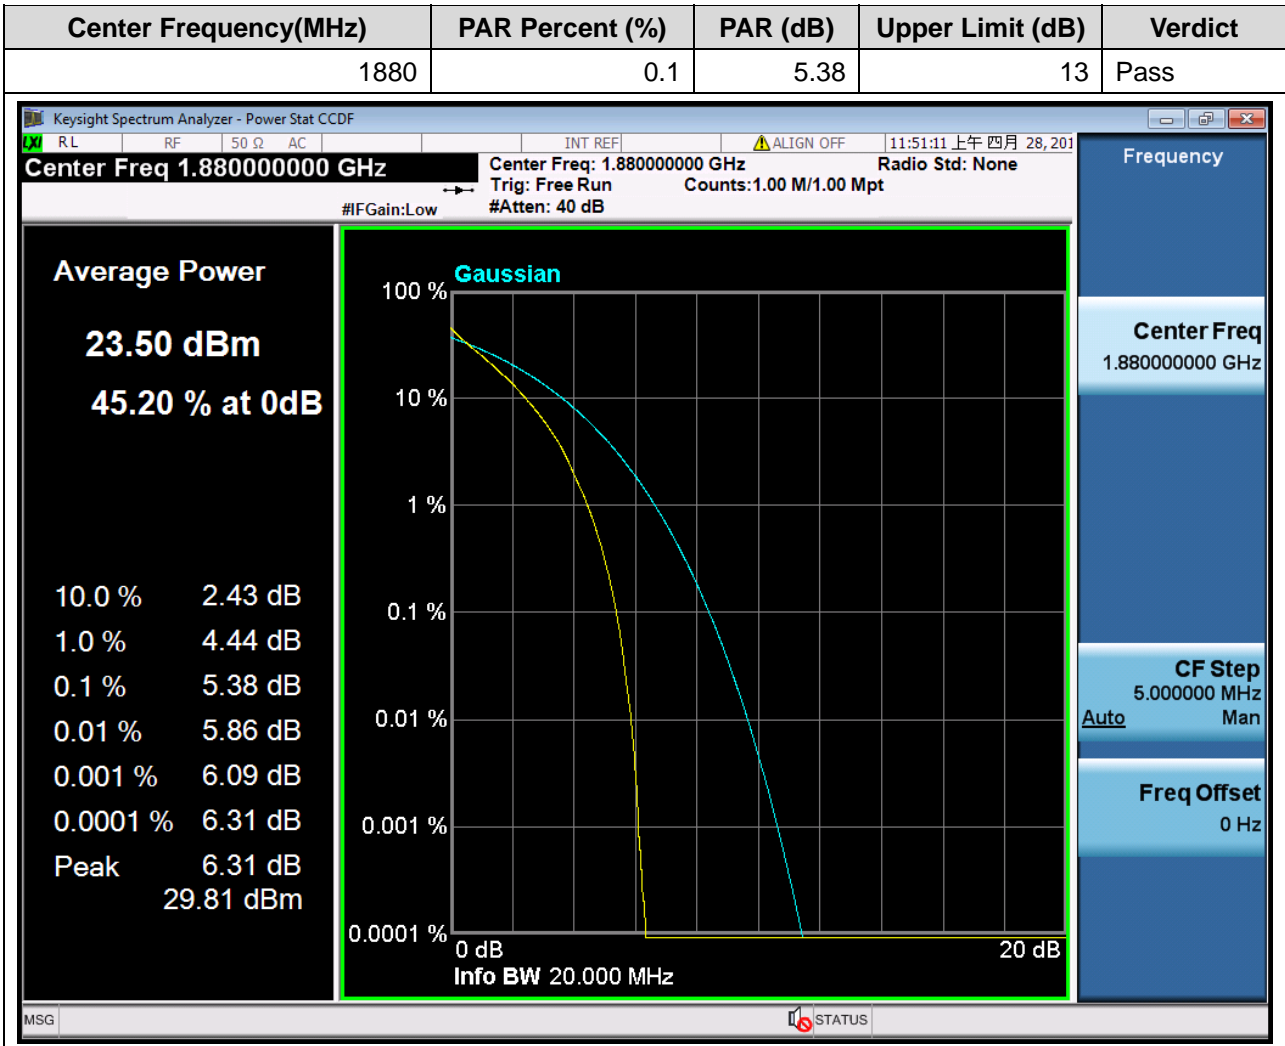 Center Frequency(MHz) PAR Percent (%) PAR (dB) Upper Limit (dB) Verdict
1880 0.1 5.38 13 Pass
Keysight Spectrum Analyzer - Power Stat CCDF
LXI RL RF 50 Ω AC INT REF ALIGN OFF 11:51:11 上午 四月 28, 201
Center Freq 1.880000000 GHz
#IFGain:Low
Center Freq: 1.880000000 GHz Radio Std: None
Trig: Free Run Counts:1.00 M/1.00 Mpt
#Atten: 40 dB
Average Power
23.50 dBm
45.20 % at 0dB
10.0 % 2.43 dB
1.0 % 4.44 dB
0.1 % 5.38 dB
0.01 % 5.86 dB
0.001 % 6.09 dB
0.0001 % 6.31 dB
Peak 6.31 dB
29.81 dBm
Gaussian
100 %
10 %
1 %
0.1 %
0.01 %
0.001 %
0.0001 %
0 dB 20 dB
Info BW 20.000 MHz
Frequency
Center Freq
1.880000000 GHz
CF Step
5.000000 MHz
Auto Man
Freq Offset
0 Hz
MSG STATUS